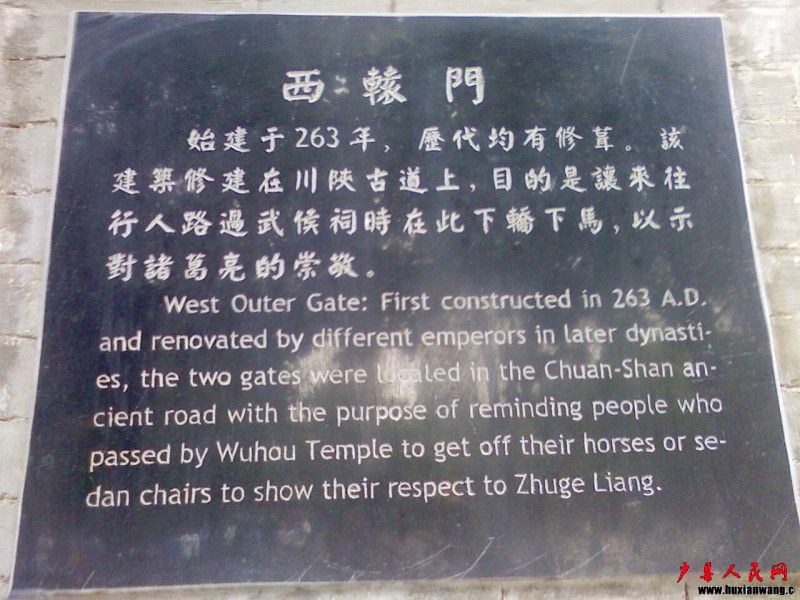 西轅門
始建于263年，歷代均有修葺。該
建築修建在川陝古道上，目的是讓來往
行人路過武侯祠時在此下轎下馬，以示
對諸葛亮的崇敬。
West Outer Gate: First constructed in 263 A.D.
and renovated by different emperors in later dynasti-
es, the two gates were located in the Chuan-Shan an-
cient road with the purpose of reminding people who
passed by Wuhou Temple to get off their horses or se-
dan chairs to show their respect to Zhuge Liang.
户县人民网
www.huxianwang.c